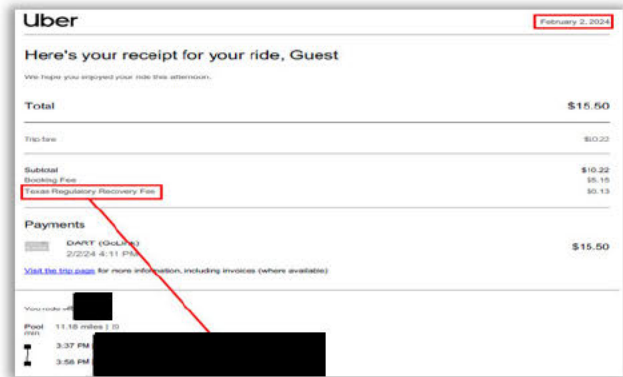 Uber February 2, 2024
Here's your receipt for your ride, Guest
We hope you enjoyed your ride this afternoon.
Total $15.50
Trip fare $10.22
Subtotal $10.22
Booking Fee $5.15
Texas Regulatory Recovery Fee $0.13
Payments
DART (GoLink) $15.50
2/2/24 4:11 PM
Visit the trip page for more information, including invoices (where available)
You rode
Pool 11.16 miles |
min
3:37 PM
3:56 PM